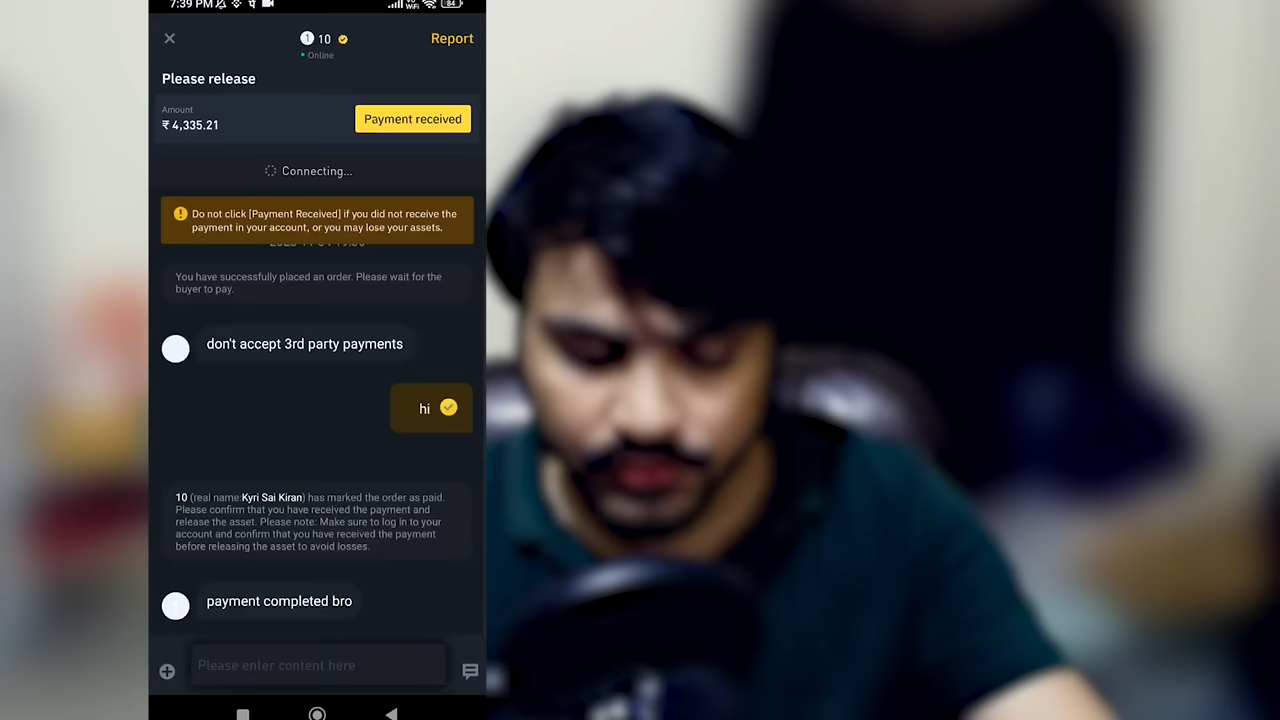 7:39 PM
84
1 10
Online
Report
Please release
Amount
₹ 4,335.21
Payment received
Connecting...
Do not click [Payment Received] if you did not receive the
payment in your account, or you may lose your assets.
You have successfully placed an order. Please wait for the
buyer to pay.
don't accept 3rd party payments
hi
10 (real name:Kyri Sai Kiran) has marked the order as paid.
Please confirm that you have received the payment and
release the asset. Please note: Make sure to log in to your
account and confirm that you have received the payment
before releasing the asset to avoid losses.
payment completed bro
Please enter content here